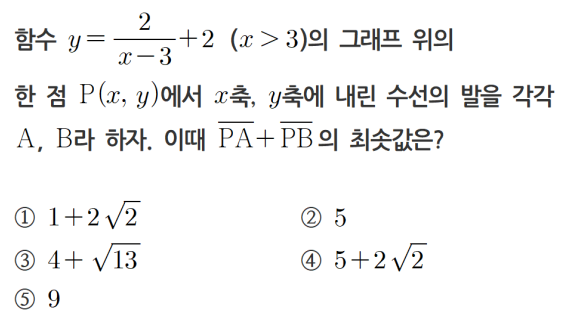 함수 $y=\dfrac{2}{x-3}+2$ $(x>3)$의 그래프 위의
한 점 $\mathrm{P}(x, y)$에서 $x$축, $y$축에 내린 수선의 발을 각각
$\mathrm{A}$, $\mathrm{B}$라 하자. 이때 $\overline{\mathrm{PA}}+\overline{\mathrm{PB}}$의 최솟값은?
① $1+2\sqrt{2}$ ② $5$
③ $4+\sqrt{13}$ ④ $5+2\sqrt{2}$
⑤ $9$